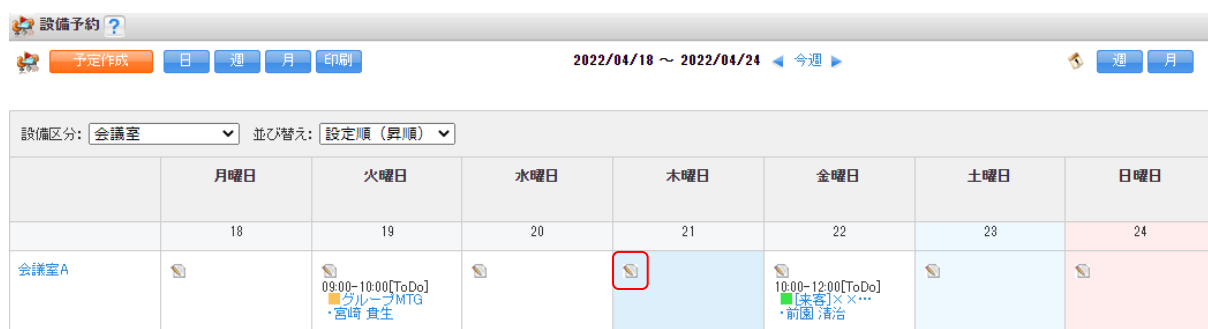 設備予約 ?
予定作成 日 週 月 印刷 2022/04/18 ～ 2022/04/24 今週 週 月
設備区分: 会議室 並び替え: 設定順（昇順）
月曜日 火曜日 水曜日 木曜日 金曜日 土曜日 日曜日
18 19 20 21 22 23 24
会議室A
09:00-10:00[ToDo]
グループMTG
・宮崎 貴生
10:00-12:00[ToDo]
[来客]××…
・前園 清治